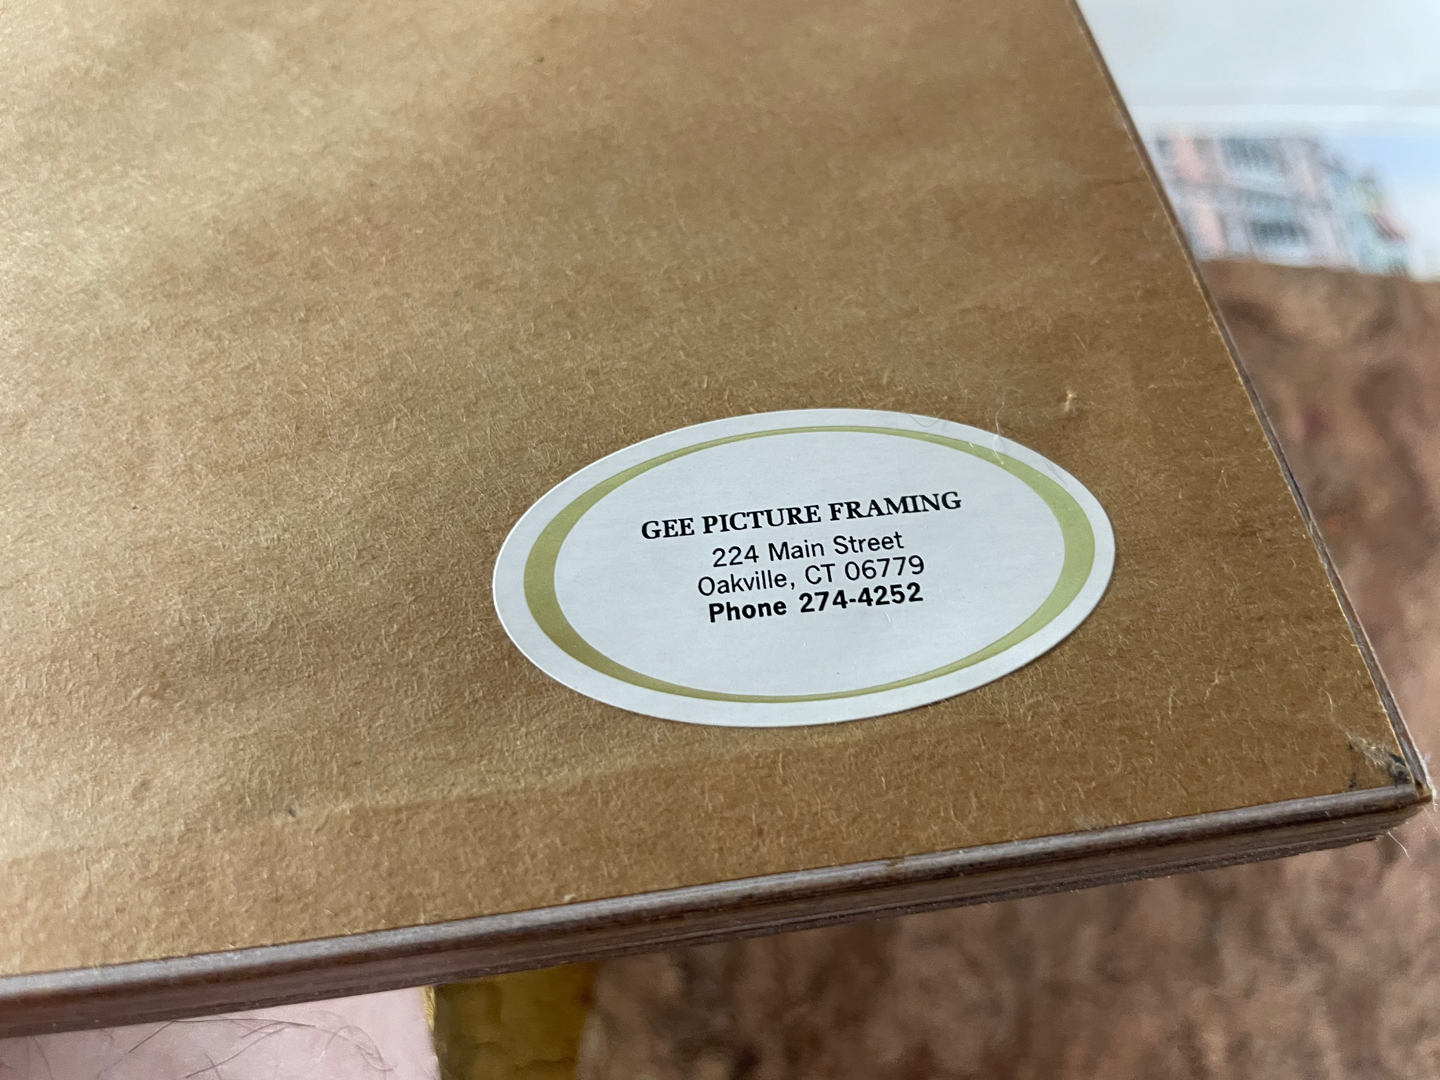 GEE PICTURE FRAMING
224 Main Street
Oakville, CT 06779
Phone 274-4252